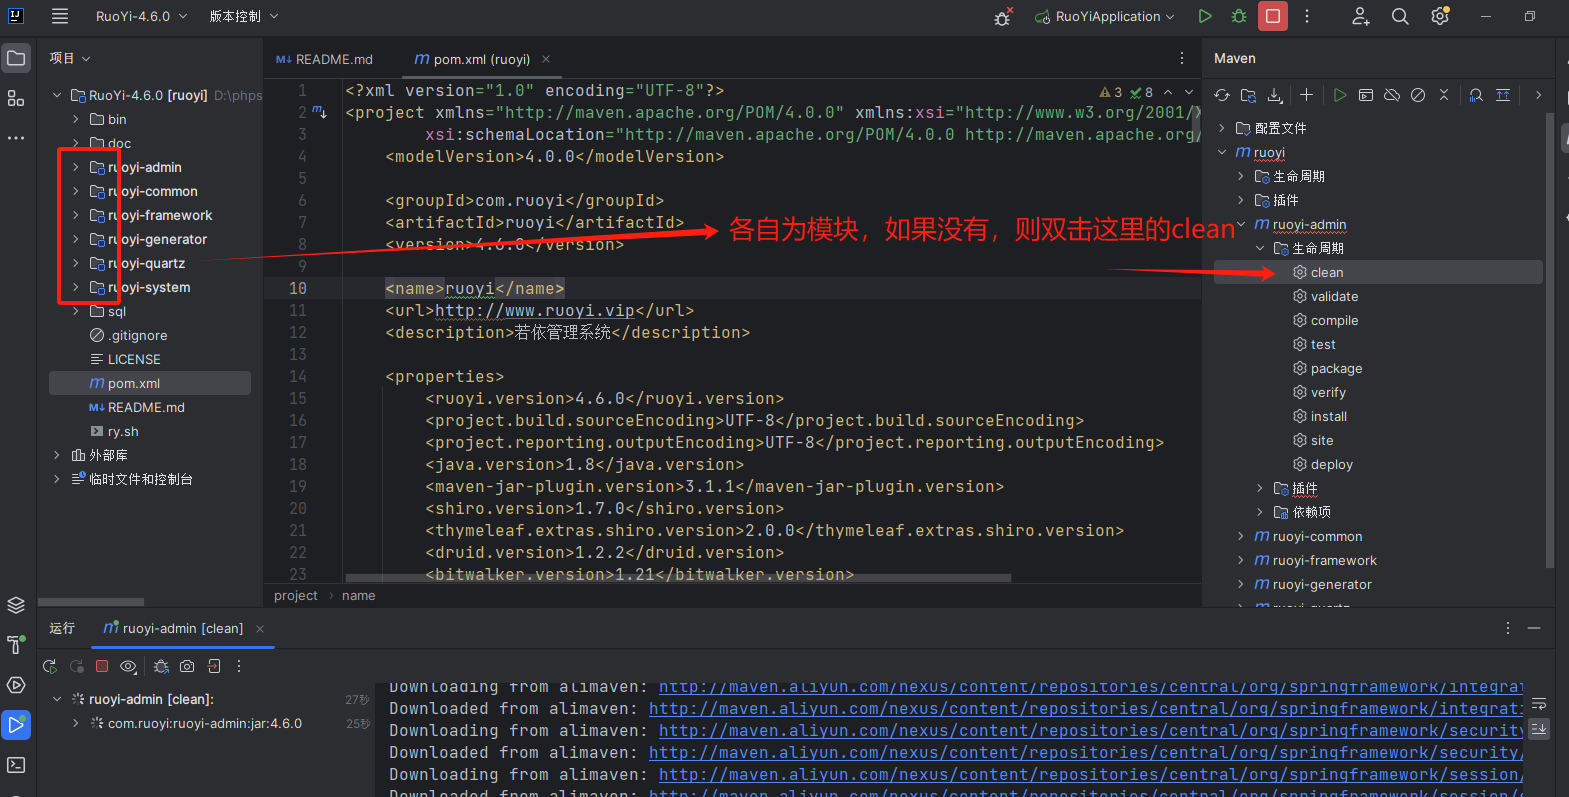 RuoYi-4.6.0
版本控制
RuoYiApplication
项目
RuoYi-4.6.0 [ruoyi] D:\phps
bin
doc
ruoyi-admin
ruoyi-common
ruoyi-framework
ruoyi-generator
ruoyi-quartz
ruoyi-system
sql
.gitignore
LICENSE
pom.xml
README.md
ry.sh
外部库
临时文件和控制台
README.md
pom.xml (ruoyi)
3 8
1 <?xml version="1.0" encoding="UTF-8"?>
2 <project xmlns="http://maven.apache.org/POM/4.0.0" xmlns:xsi="http://www.w3.org/2001/X
3 xsi:schemaLocation="http://maven.apache.org/POM/4.0.0 http://maven.apache.org/
4 <modelVersion>4.0.0</modelVersion>
5
6 <groupId>com.ruoyi</groupId>
7 <artifactId>ruoyi</artifactId>
8 <version>4.6.0</version>
9
10 <name>ruoyi</name>
11 <url>http://www.ruoyi.vip</url>
12 <description>若依管理系统</description>
13
14 <properties>
15 <ruoyi.version>4.6.0</ruoyi.version>
16 <project.build.sourceEncoding>UTF-8</project.build.sourceEncoding>
17 <project.reporting.outputEncoding>UTF-8</project.reporting.outputEncoding>
18 <java.version>1.8</java.version>
19 <maven-jar-plugin.version>3.1.1</maven-jar-plugin.version>
20 <shiro.version>1.7.0</shiro.version>
21 <thymeleaf.extras.shiro.version>2.0.0</thymeleaf.extras.shiro.version>
22 <druid.version>1.2.2</druid.version>
23 <bitwalker.version>1.21</bitwalker.version>
各自为模块，如果没有，则双击这里的clean
project › name
Maven
配置文件
ruoyi
生命周期
插件
ruoyi-admin
生命周期
clean
validate
compile
test
package
verify
install
site
deploy
插件
依赖项
ruoyi-common
ruoyi-framework
ruoyi-generator
ruoyi-quartz
运行
ruoyi-admin [clean]
ruoyi-admin [clean]: 27秒
com.ruoyi:ruoyi-admin:jar:4.6.0 25秒
Downloading from alimaven: http://maven.aliyun.com/nexus/content/repositories/central/org/springframework/integrat
Downloaded from alimaven: http://maven.aliyun.com/nexus/content/repositories/central/org/springframework/integrati
Downloading from alimaven: http://maven.aliyun.com/nexus/content/repositories/central/org/springframework/security
Downloaded from alimaven: http://maven.aliyun.com/nexus/content/repositories/central/org/springframework/security/
Downloading from alimaven: http://maven.aliyun.com/nexus/content/repositories/central/org/springframework/session/
Downloaded from alimaven: http://maven.aliyun.com/nexus/content/repositories/central/org/springframework/session/s